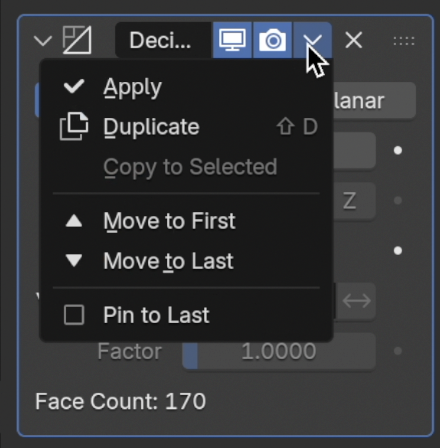 Deci...
Apply
lanar
Duplicate ⇧ D
Copy to Selected
Z
Move to First
Move to Last
Pin to Last
Factor 1.0000
Face Count: 170